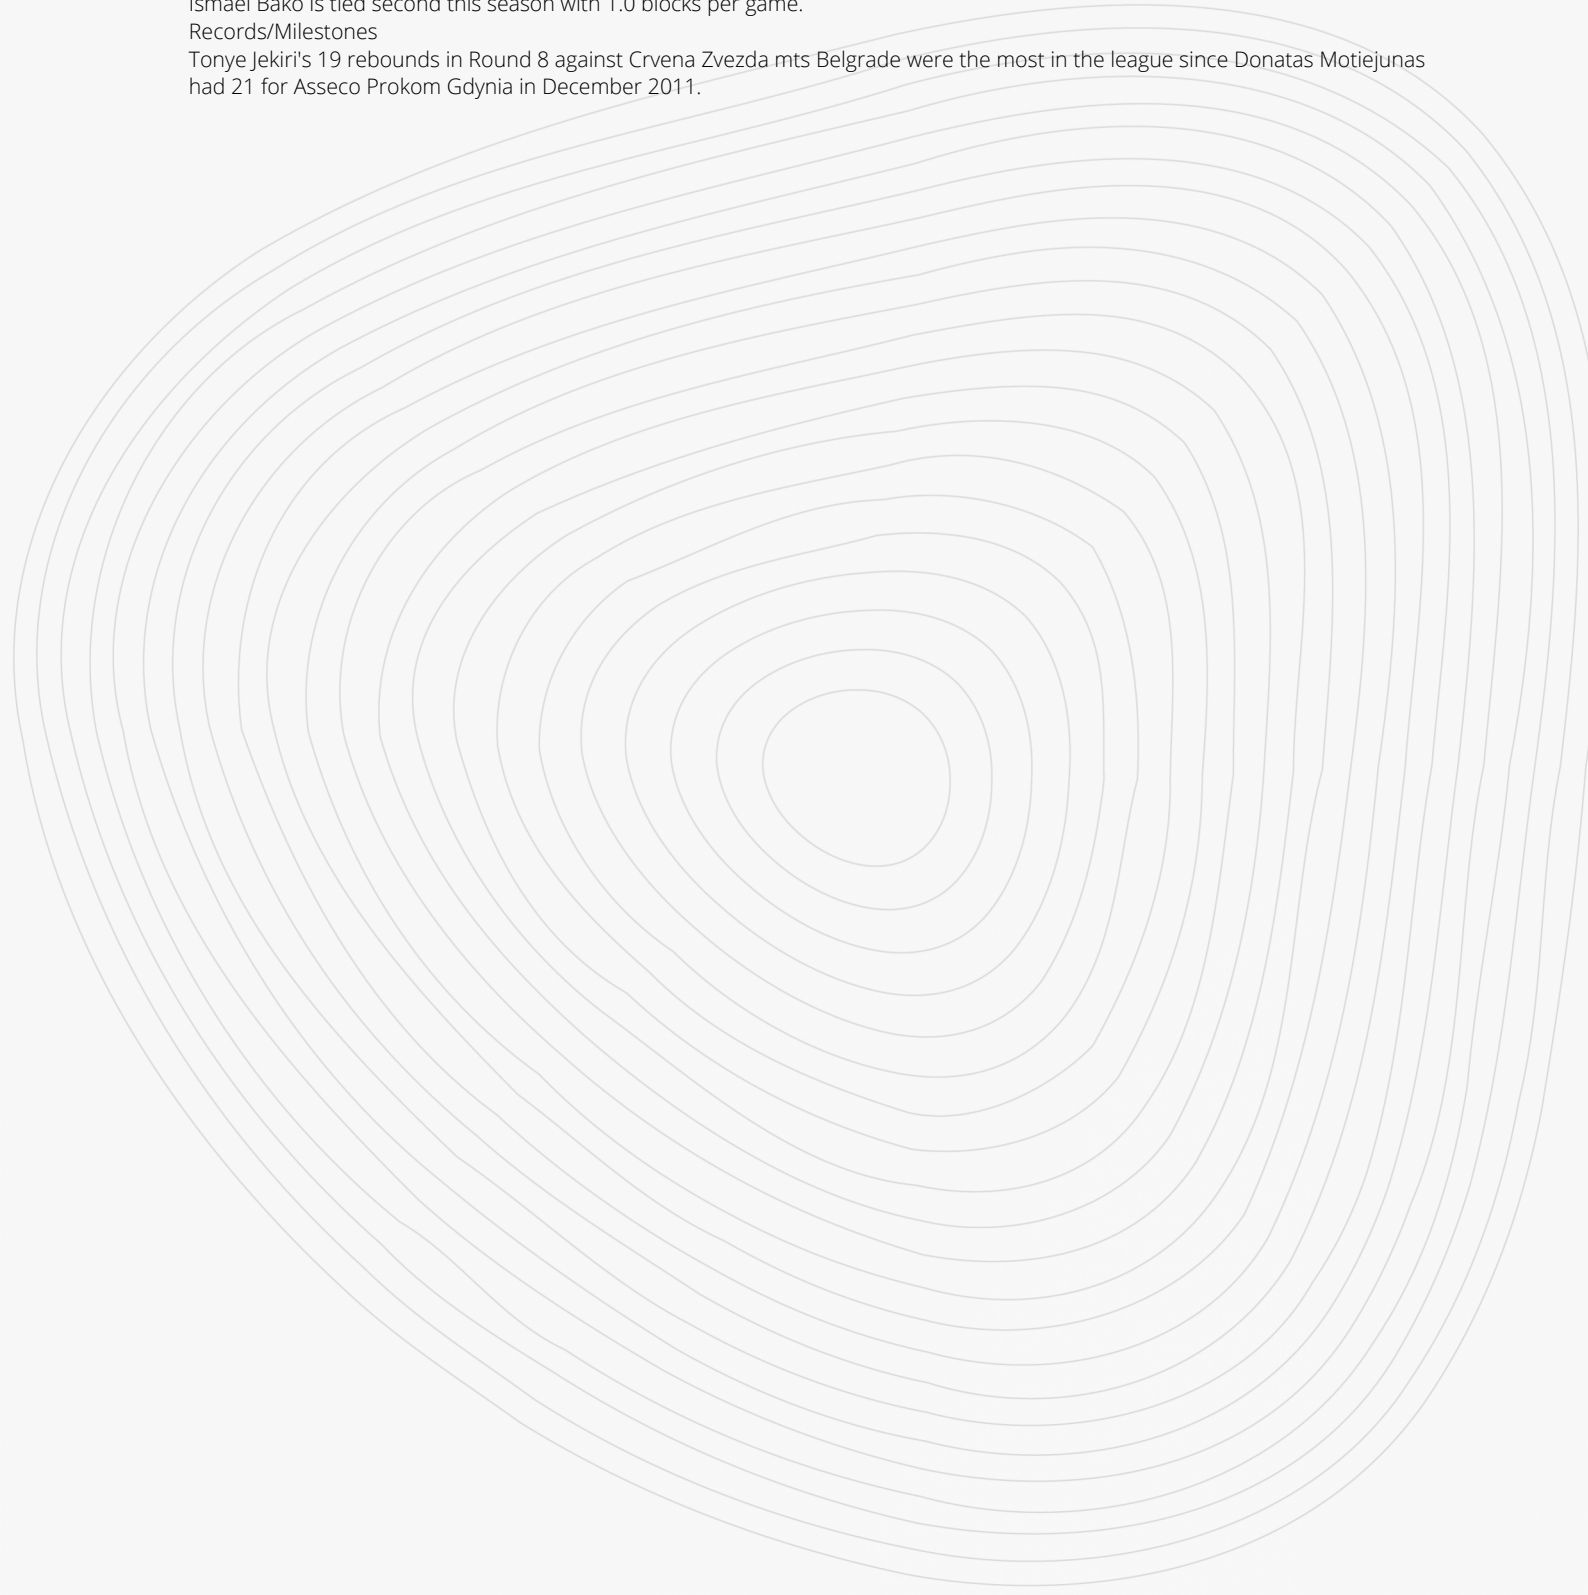 Ismael Bako is tied second this season with 1.0 blocks per game.
Records/Milestones
Tonye Jekiri's 19 rebounds in Round 8 against Crvena Zvezda mts Belgrade were the most in the league since Donatas Motiejunas
had 21 for Asseco Prokom Gdynia in December 2011.